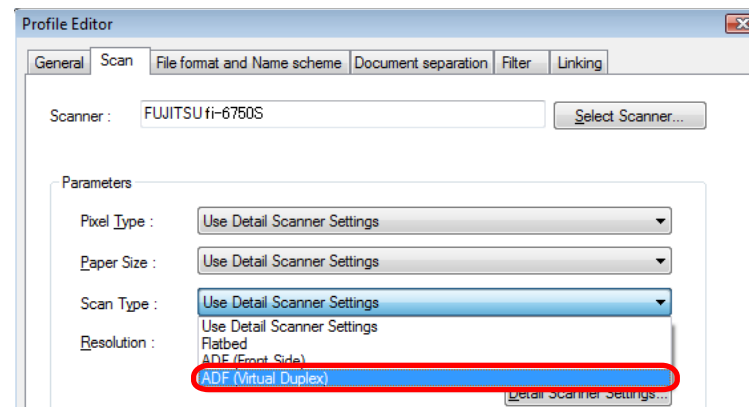 Profile Editor
General Scan File format and Name scheme Document separation Filter Linking
Scanner : FUJITSU fi-6750S Select Scanner...
Parameters
Pixel Type : Use Detail Scanner Settings
Paper Size : Use Detail Scanner Settings
Scan Type : Use Detail Scanner Settings
Use Detail Scanner Settings
Resolution : Flatbed
ADF (Front Side)
ADF (Virtual Duplex)
Detail Scanner Settings...